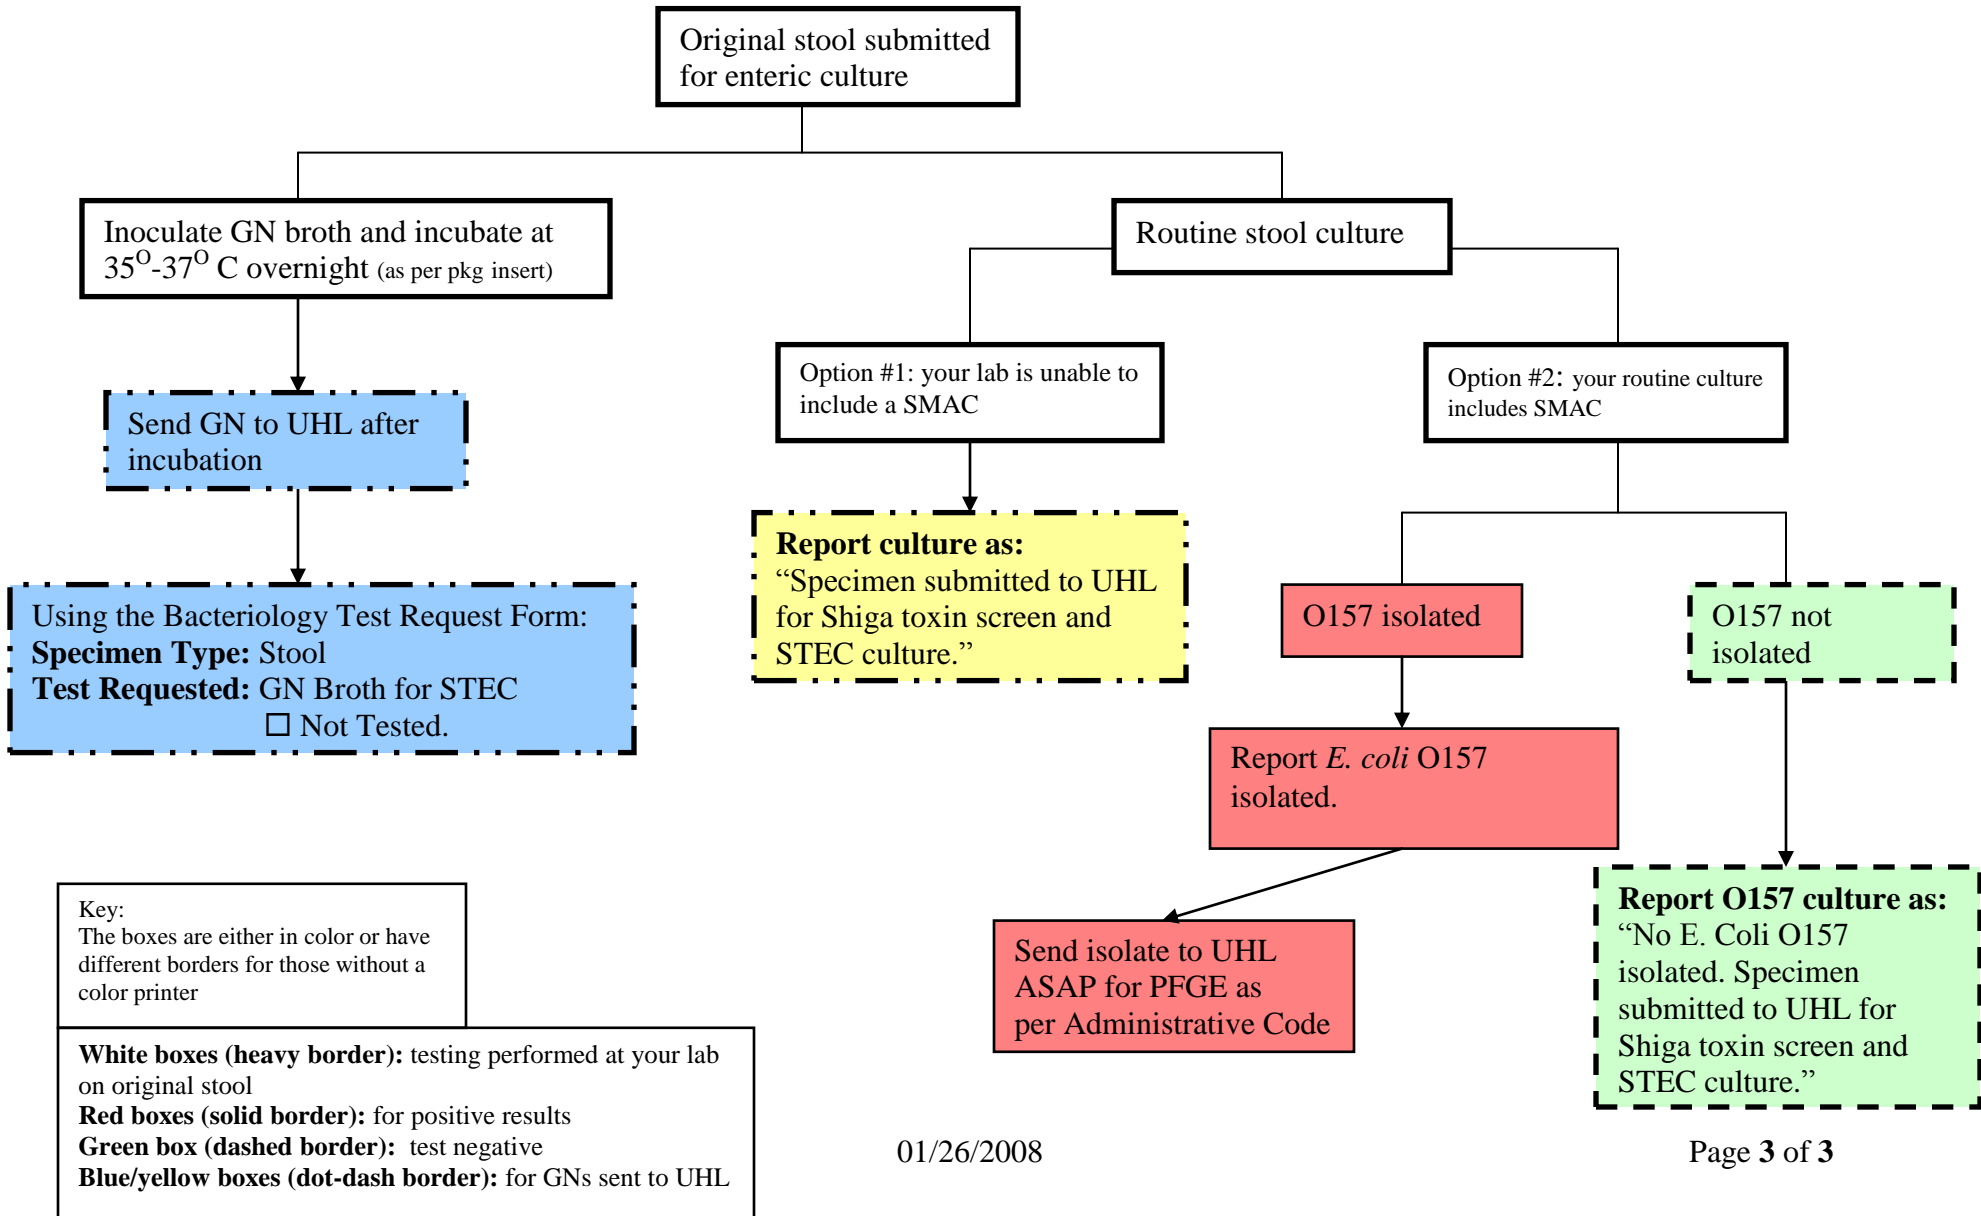 Original stool submitted
for enteric culture
Inoculate GN broth and incubate at
35O-37O C overnight (as per pkg insert)
Routine stool culture
Option #1: your lab is unable to
include a SMAC
Option #2: your routine culture
includes SMAC
Send GN to UHL after
incubation
Report culture as:
“Specimen submitted to UHL
for Shiga toxin screen and
STEC culture.”
Using the Bacteriology Test Request Form:
Specimen Type: Stool
Test Requested: GN Broth for STEC
☐ Not Tested.
O157 isolated
O157 not
isolated
Report E. coli O157
isolated.
Send isolate to UHL
ASAP for PFGE as
per Administrative Code
Report O157 culture as:
“No E. Coli O157
isolated. Specimen
submitted to UHL for
Shiga toxin screen and
STEC culture.”
Key:
The boxes are either in color or have
different borders for those without a
color printer
White boxes (heavy border): testing performed at your lab
on original stool
Red boxes (solid border): for positive results
Green box (dashed border): test negative
Blue/yellow boxes (dot-dash border): for GNs sent to UHL
01/26/2008
Page 3 of 3